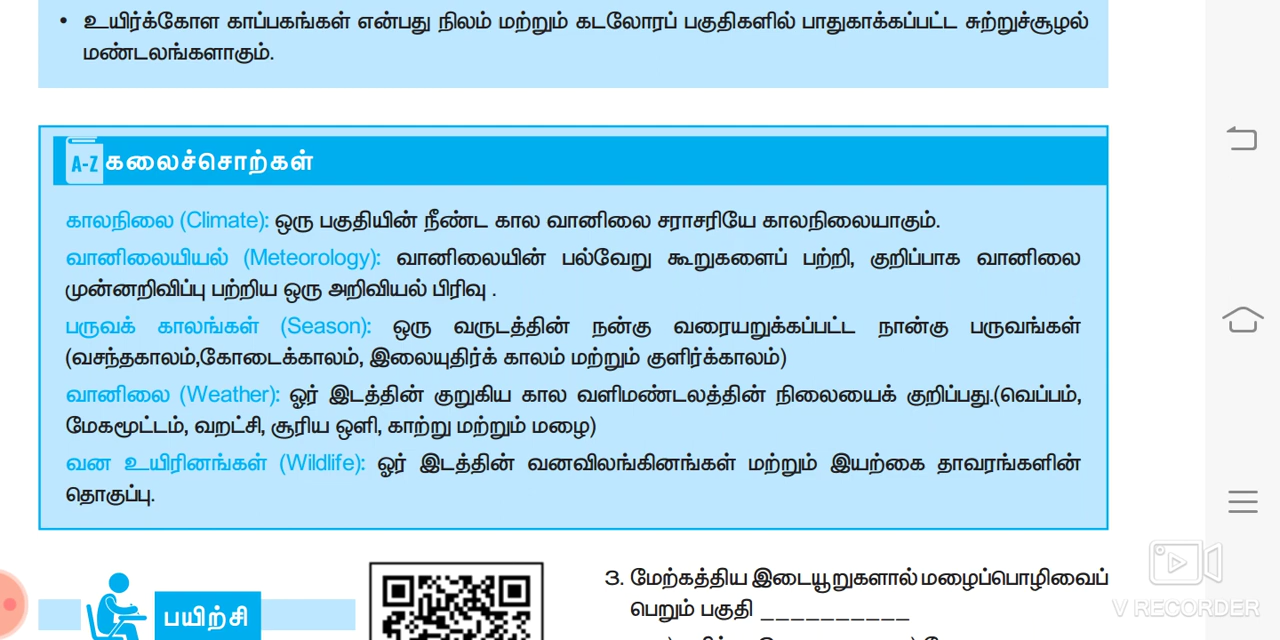 • உயிர்க்கோள காப்பகங்கள் என்பது நிலம் மற்றும் கடலோரப் பகுதிகளில் பாதுகாக்கப்பட்ட சுற்றுச்சூழல்
மண்டலங்களாகும்.
A-Z கலைச்சொற்கள்
காலநிலை (Climate): ஒரு பகுதியின் நீண்ட கால வானிலை சராசரியே காலநிலையாகும்.
வானிலையியல் (Meteorology): வானிலையின் பல்வேறு கூறுகளைப் பற்றி, குறிப்பாக வானிலை
முன்னறிவிப்பு பற்றிய ஒரு அறிவியல் பிரிவு .
பருவக் காலங்கள் (Season): ஒரு வருடத்தின் நன்கு வரையறுக்கப்பட்ட நான்கு பருவங்கள்
(வசந்தகாலம்,கோடைக்காலம், இலையுதிர்க் காலம் மற்றும் குளிர்க்காலம்)
வானிலை (Weather): ஓர் இடத்தின் குறுகிய கால வளிமண்டலத்தின் நிலையைக் குறிப்பது.(வெப்பம்,
மேகமூட்டம், வறட்சி, சூரிய ஒளி, காற்று மற்றும் மழை)
வன உயிரினங்கள் (Wildlife): ஓர் இடத்தின் வனவிலங்கினங்கள் மற்றும் இயற்கை தாவரங்களின்
தொகுப்பு.
பயிற்சி
3. மேற்கத்திய இடையூறுகளால் மழைப்பொழிவைப்
பெறும் பகுதி __________
V RECORDER